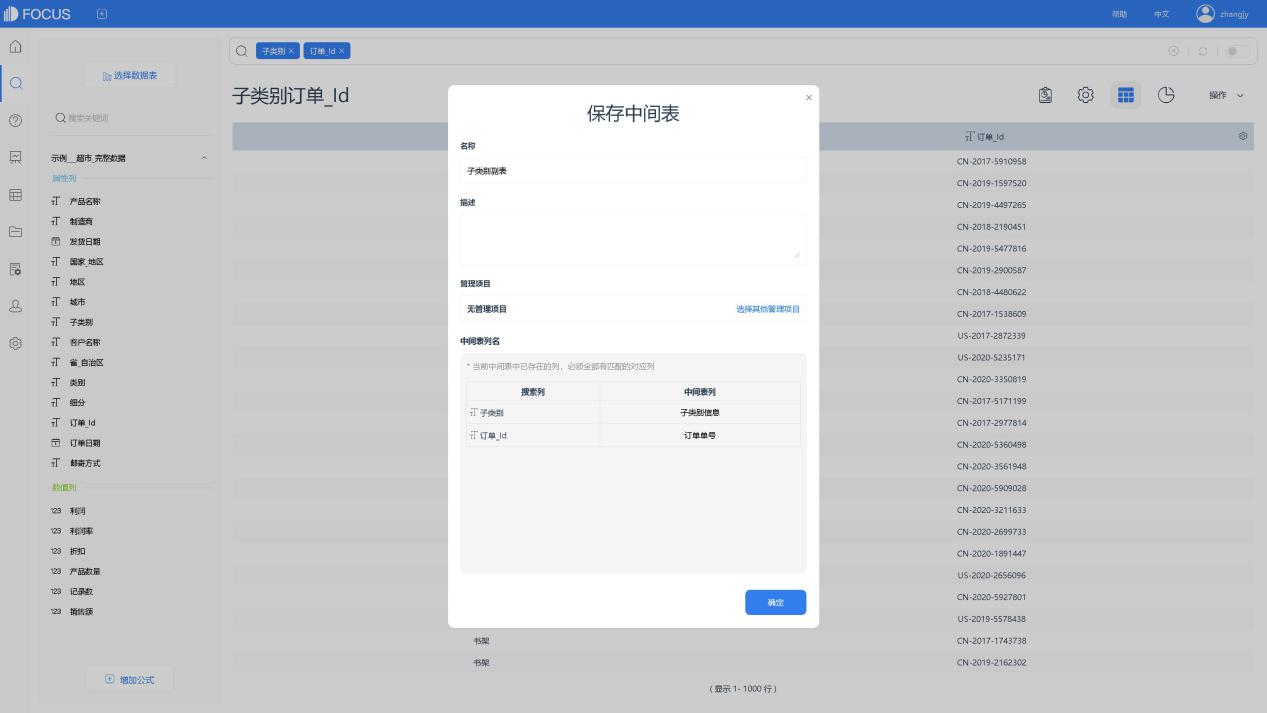 FOCUS
帮助
中文
zhangjy
选择数据表
搜索关键词
示例__超市_完整数据
属性列
产品名称
制造商
发货日期
国家_地区
地区
城市
子类别
客户名称
省_自治区
类别
细分
订单_Id
订单日期
邮寄方式
数值列
123 利润
123 利润率
123 折扣
123 产品数量
123 记录数
123 销售额
增加公式
子类别 ×
订单_Id ×
子类别订单_Id
操作
订单_Id
CN-2017-5910958
CN-2019-1597520
CN-2019-4497265
CN-2018-2190451
CN-2019-5477816
CN-2019-2900587
CN-2018-4480622
CN-2017-1538609
US-2017-2872339
US-2020-5235171
CN-2020-3350819
CN-2017-5171199
CN-2017-2977814
CN-2020-5360498
CN-2020-3561948
CN-2020-5909028
CN-2020-3211633
CN-2020-2699733
CN-2020-1891447
US-2020-2656096
CN-2020-5927801
US-2019-5578438
书架 CN-2017-1743738
书架 CN-2019-2162302
( 显示 1- 1000 行 )
保存中间表
名称
子类别副表
描述
管理项目
无管理项目 选择其他管理项目
中间表列名
* 当前中间表中已存在的列，必须全部有匹配的对应列
搜索列 中间表列
子类别 子类别信息
订单_Id 订单单号
确定